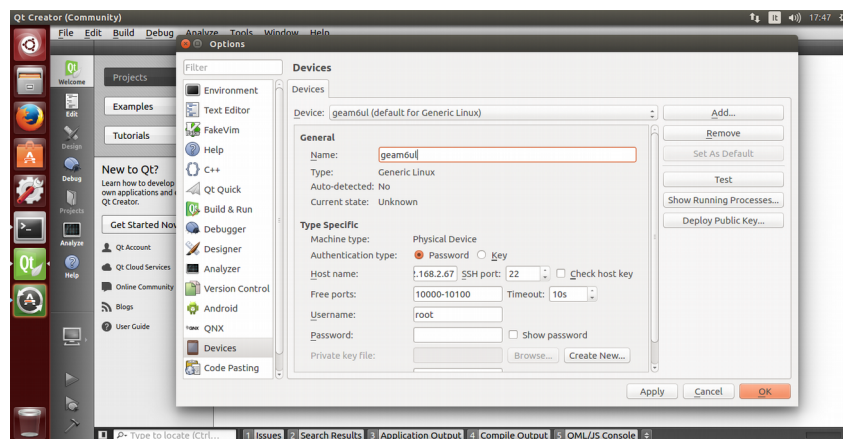 Qt Creator (Community)
It 17:47
File Edit Build Debug Analyze Tools Window Help
Options
Welcome
Edit
Design
Debug
Projects
Analyze
Help
Projects
Examples
Tutorials
New to Qt?
Learn how to develop
own applications and
Qt Creator.
Get Started Now
Qt Account
Qt Cloud Services
Online Community
Blogs
User Guide
Filter
Environment
Text Editor
FakeVim
Help
C++
Qt Quick
Build & Run
Debugger
Designer
Analyzer
Version Control
Android
QNX
Devices
Code Pasting
Devices
Devices
Device: geam6ul (default for Generic Linux)
General
Name: geam6ul
Type: Generic Linux
Auto-detected: No
Current state: Unknown
Type Specific
Machine type: Physical Device
Authentication type: Password Key
Host name: .168.2.67 SSH port: 22 Check host key
Free ports: 10000-10100 Timeout: 10s
Username: root
Password: Show password
Private key file: Browse... Create New...
Add...
Remove
Set As Default
Test
Show Running Processes...
Deploy Public Key...
Apply Cancel OK
Type to locate (Ctrl... 1 Issues 2 Search Results 3 Application Output 4 Compile Output 5 QML/JS Console